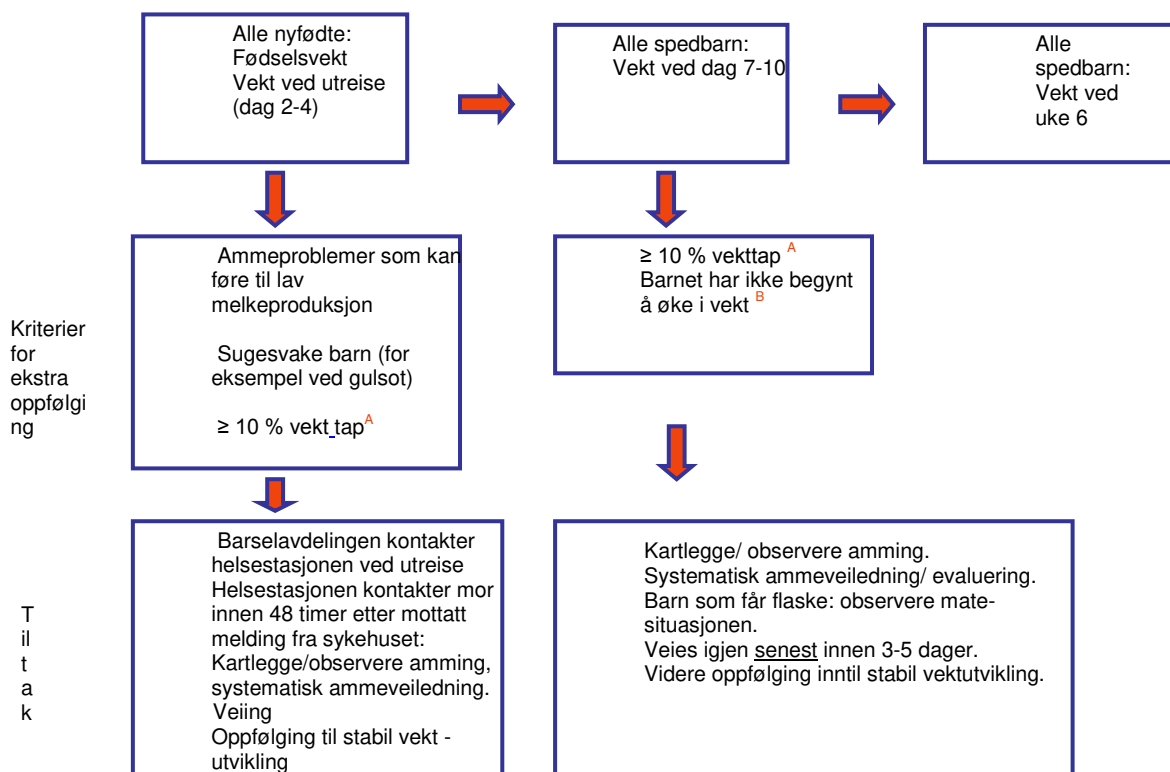 Alle nyfødte:
Fødselsvekt
Vekt ved utreise
(dag 2-4)
Alle spedbarn:
Vekt ved dag 7-10
Alle
spedbarn:
Vekt ved
uke 6
Kriterier
for
ekstra
oppfølgi
ng
Ammeproblemer som kan
føre til lav
melkeproduksjon
Sugesvake barn (for
eksempel ved gulsot)
≥ 10 % vekt tap A
≥ 10 % vekttap A
Barnet har ikke begynt
å øke i vekt B
T
il
t
a
k
Barselavdelingen kontakter
helsestasjonen ved utreise
Helsestasjonen kontakter mor
innen 48 timer etter mottatt
melding fra sykehuset:
Kartlegge/observere amming,
systematisk ammeveiledning.
Veiing
Oppfølging til stabil vekt -
utvikling
Kartlegge/ observere amming.
Systematisk ammeveiledning/ evaluering.
Barn som får flaske: observere mate-
situasjonen.
Veies igjen senest innen 3-5 dager.
Videre oppfølging inntil stabil vektutvikling.